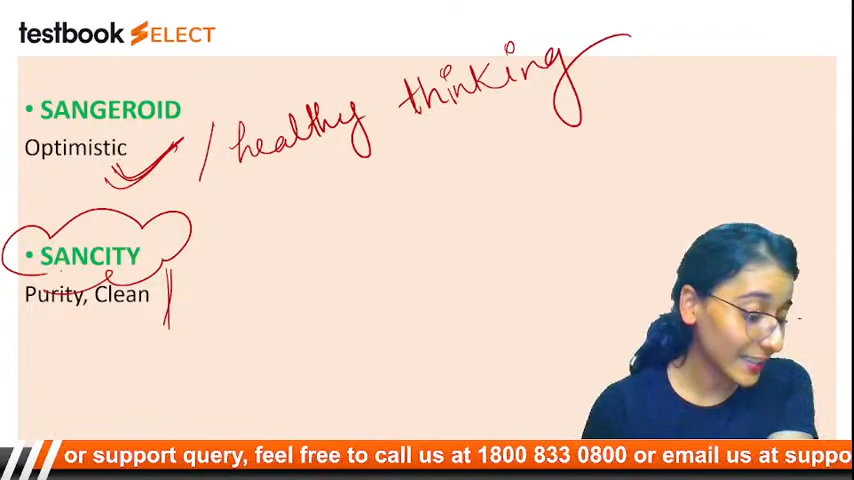 testbook SELECT
• SANGEROID
Optimistic / healthy thinking
• SANCITY
Purity, Clean
or support query, feel free to call us at 1800 833 0800 or email us at suppo